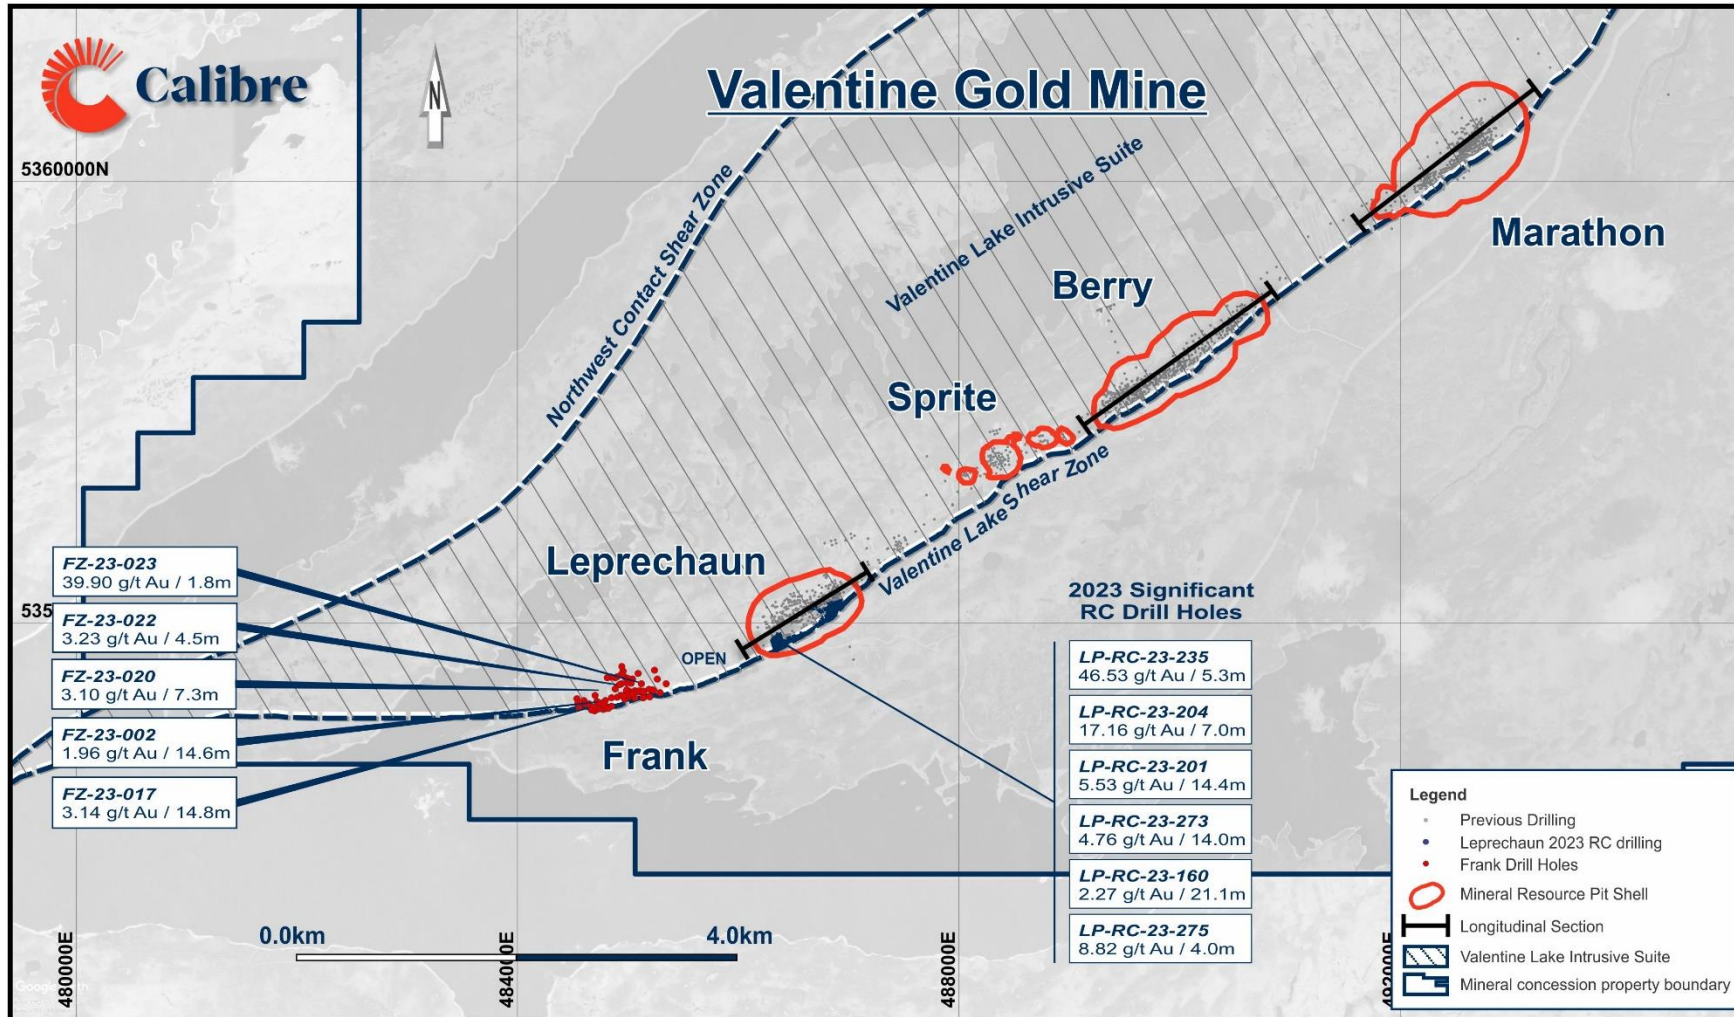 Calibre
N
Valentine Gold Mine
5360000N
Northwest Contact Shear Zone
Valentine Lake Intrusive Suite
Marathon
Berry
Sprite
Valentine Lake Shear Zone
Leprechaun
OPEN
Frank
FZ-23-023
39.90 g/t Au / 1.8m
FZ-23-022
3.23 g/t Au / 4.5m
FZ-23-020
3.10 g/t Au / 7.3m
FZ-23-002
1.96 g/t Au / 14.6m
FZ-23-017
3.14 g/t Au / 14.8m
2023 Significant
RC Drill Holes
LP-RC-23-235
46.53 g/t Au / 5.3m
LP-RC-23-204
17.16 g/t Au / 7.0m
LP-RC-23-201
5.53 g/t Au / 14.4m
LP-RC-23-273
4.76 g/t Au / 14.0m
LP-RC-23-160
2.27 g/t Au / 21.1m
LP-RC-23-275
8.82 g/t Au / 4.0m
0.0km 4.0km
480000E
484000E
488000E
492000E
Legend
Previous Drilling
Leprechaun 2023 RC drilling
Frank Drill Holes
Mineral Resource Pit Shell
Longitudinal Section
Valentine Lake Intrusive Suite
Mineral concession property boundary